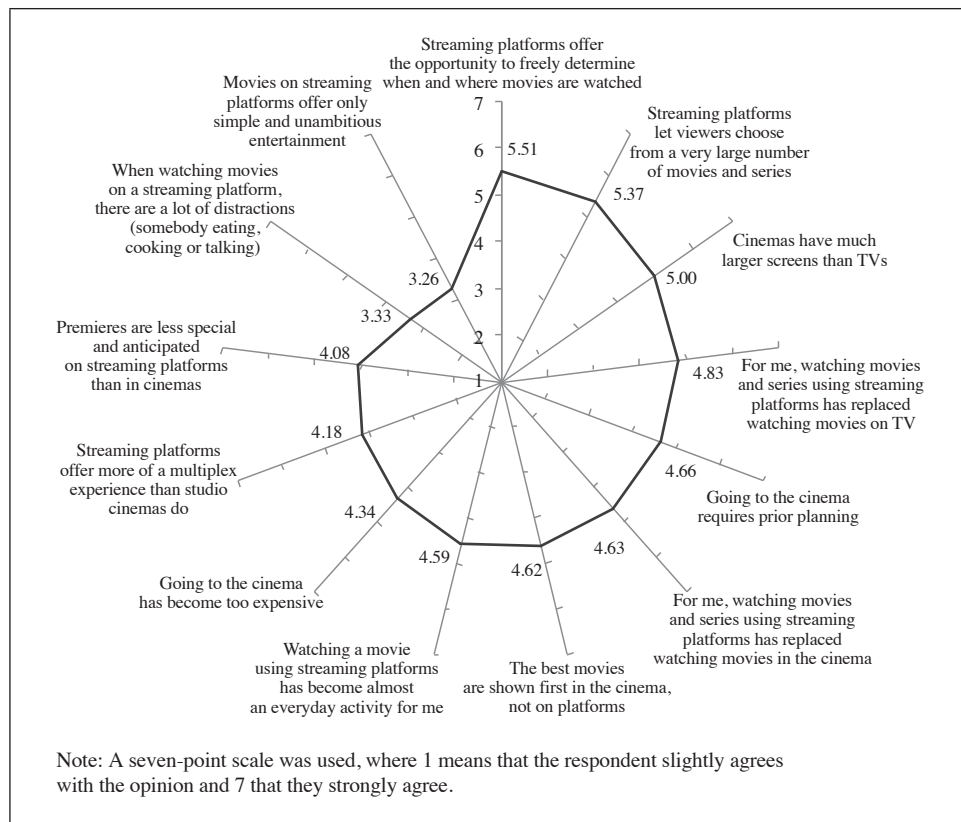 Streaming platforms offer
the opportunity to freely determine
when and where movies are watched
7
6
5
4
3
2
1
5.51
Streaming platforms
let viewers choose
from a very large number
of movies and series
5.37
Cinemas have much
larger screens than TVs
5.00
For me, watching movies
and series using streaming
platforms has replaced
watching movies on TV
4.83
Going to the cinema
requires prior planning
4.66
For me, watching movies
and series using streaming
platforms has replaced
watching movies in the cinema
4.63
The best movies
are shown first in the cinema,
not on platforms
4.62
Watching a movie
using streaming platforms
has become almost
an everyday activity for me
4.59
Going to the cinema
has become too expensive
4.34
Streaming platforms
offer more of a multiplex
experience than studio
cinemas do
4.18
Premieres are less special
and anticipated
on streaming platforms
than in cinemas
4.08
When watching movies
on a streaming platform,
there are a lot of distractions
(somebody eating,
cooking or talking)
3.33
Movies on streaming
platforms offer only
simple and unambitious
entertainment
3.26
Note: A seven-point scale was used, where 1 means that the respondent slightly agrees
with the opinion and 7 that they strongly agree.